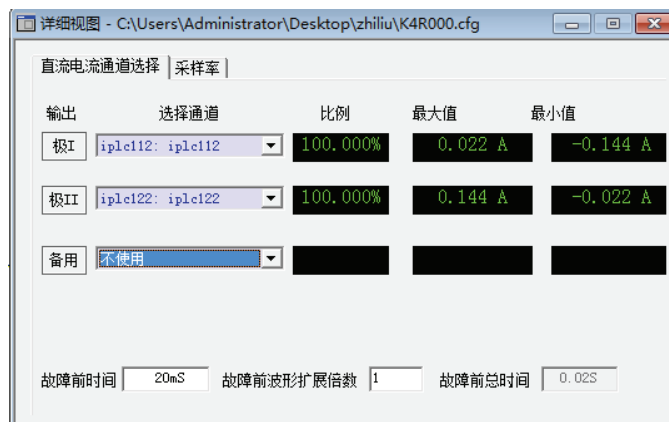 详细视图 - C:\Users\Administrator\Desktop\zhiliu\K4R000.cfg
直流电流通道选择 采样率
输出 选择通道 比例 最大值 最小值
极I iplc112: iplc112 100.000% 0.022 A -0.144 A
极II iplc122: iplc122 100.000% 0.144 A -0.022 A
备用 不使用
故障前时间 20mS 故障前波形扩展倍数 1 故障前总时间 0.02S